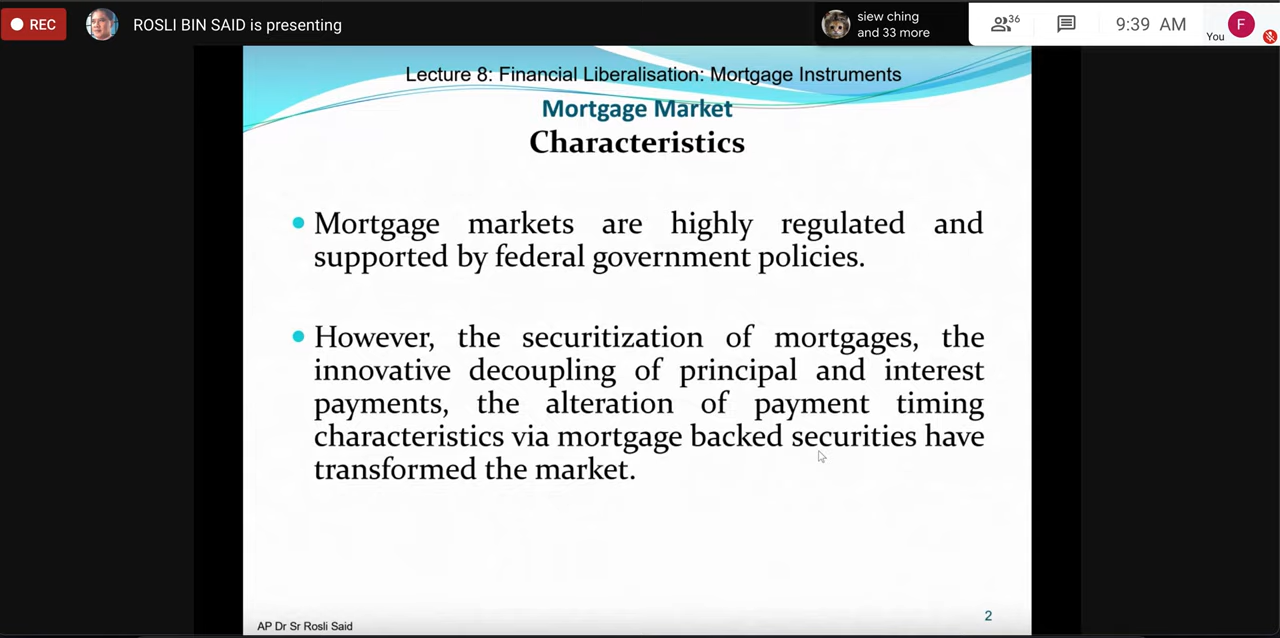 REC
ROSLI BIN SAID is presenting
siew ching
and 33 more
36
9:39 AM
You
F
Lecture 8: Financial Liberalisation: Mortgage Instruments
Mortgage Market
Characteristics
Mortgage markets are highly regulated and
supported by federal government policies.
However, the securitization of mortgages, the
innovative decoupling of principal and interest
payments, the alteration of payment timing
characteristics via mortgage backed securities have
transformed the market.
AP Dr Sr Rosli Said
2